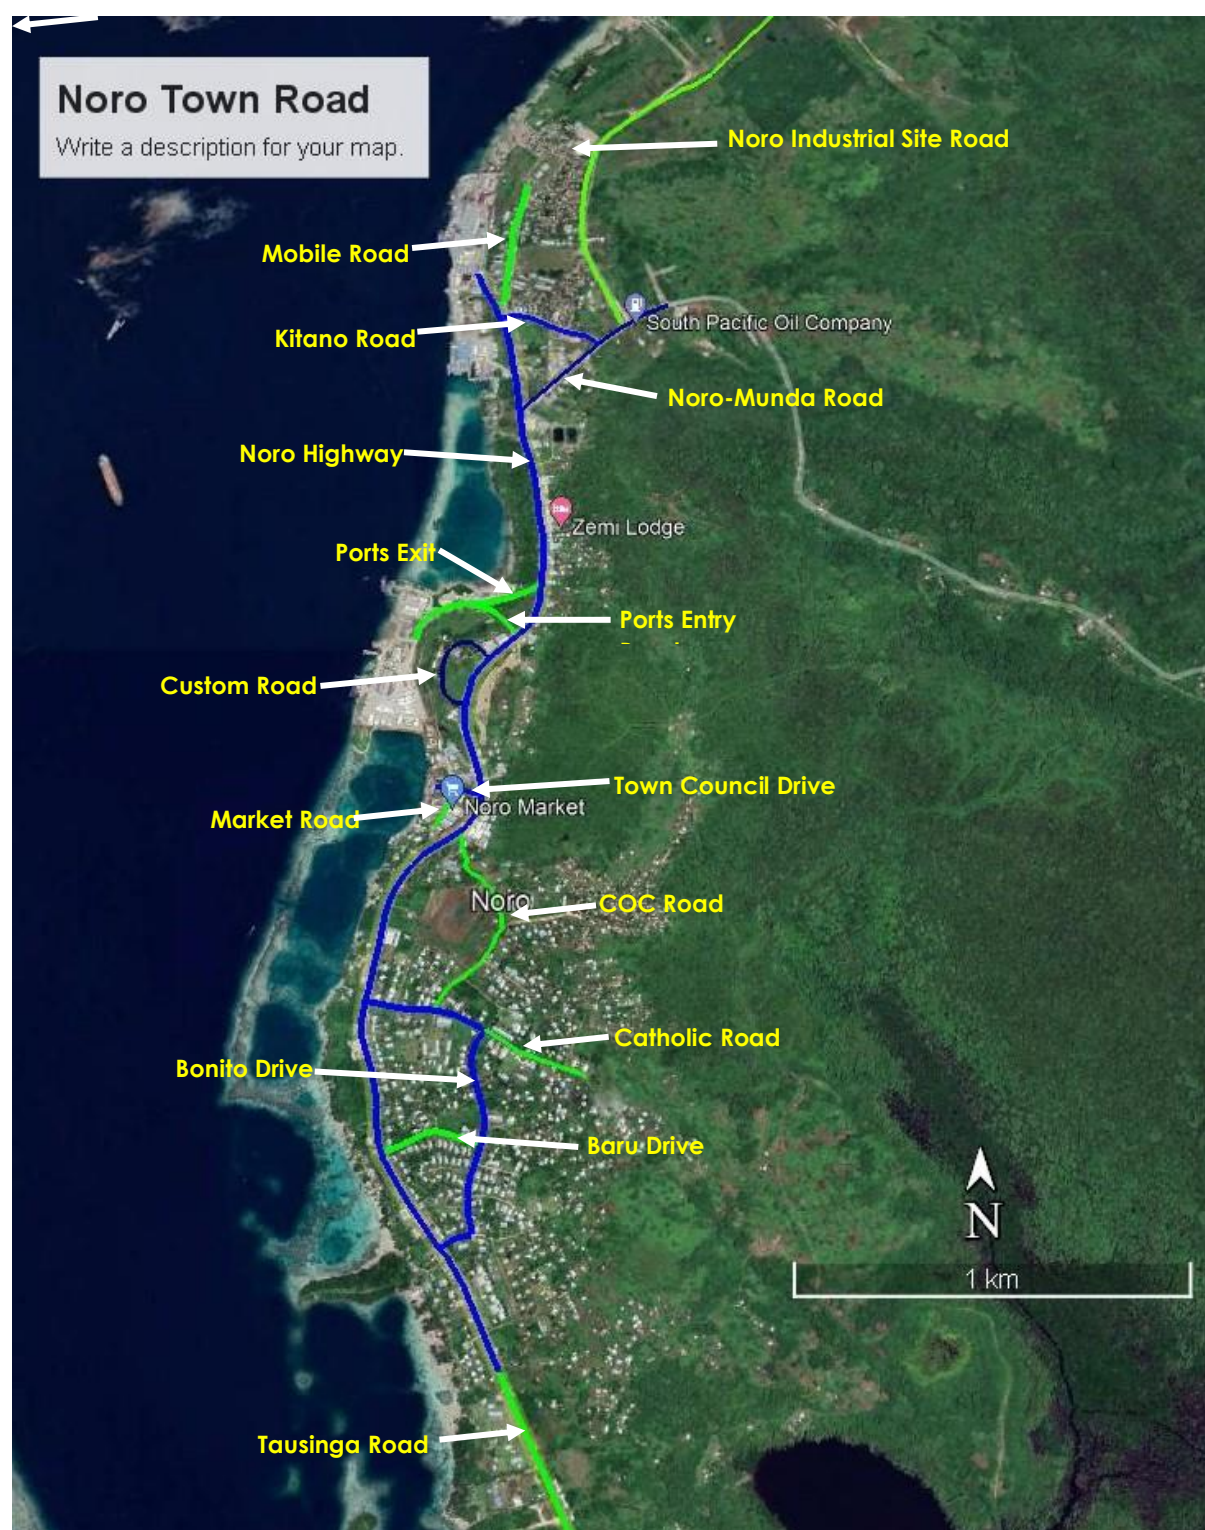 Noro Town Road
Write a description for your map.
Noro Industrial Site Road
Mobile Road
South Pacific Oil Company
Kitano Road
Noro-Munda Road
Noro Highway
Zemi Lodge
Ports Exit
Ports Entry
Custom Road
Town Council Drive
Noro Market
Market Road
Noro
COC Road
Catholic Road
Bonito Drive
Baru Drive
N
1 km
Tausinga Road